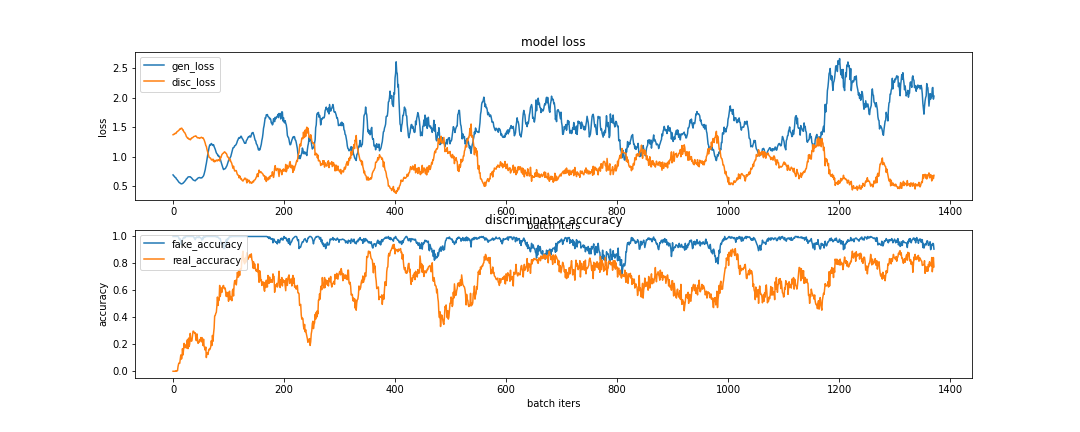 model loss
gen_loss
disc_loss
loss
2.5
2.0
1.5
1.0
0.5
0 200 400 600 800 1000 1200 1400
batch iters
discriminator accuracy
fake_accuracy
real_accuracy
accuracy
1.0
0.8
0.6
0.4
0.2
0.0
0 200 400 600 800 1000 1200 1400
batch iters